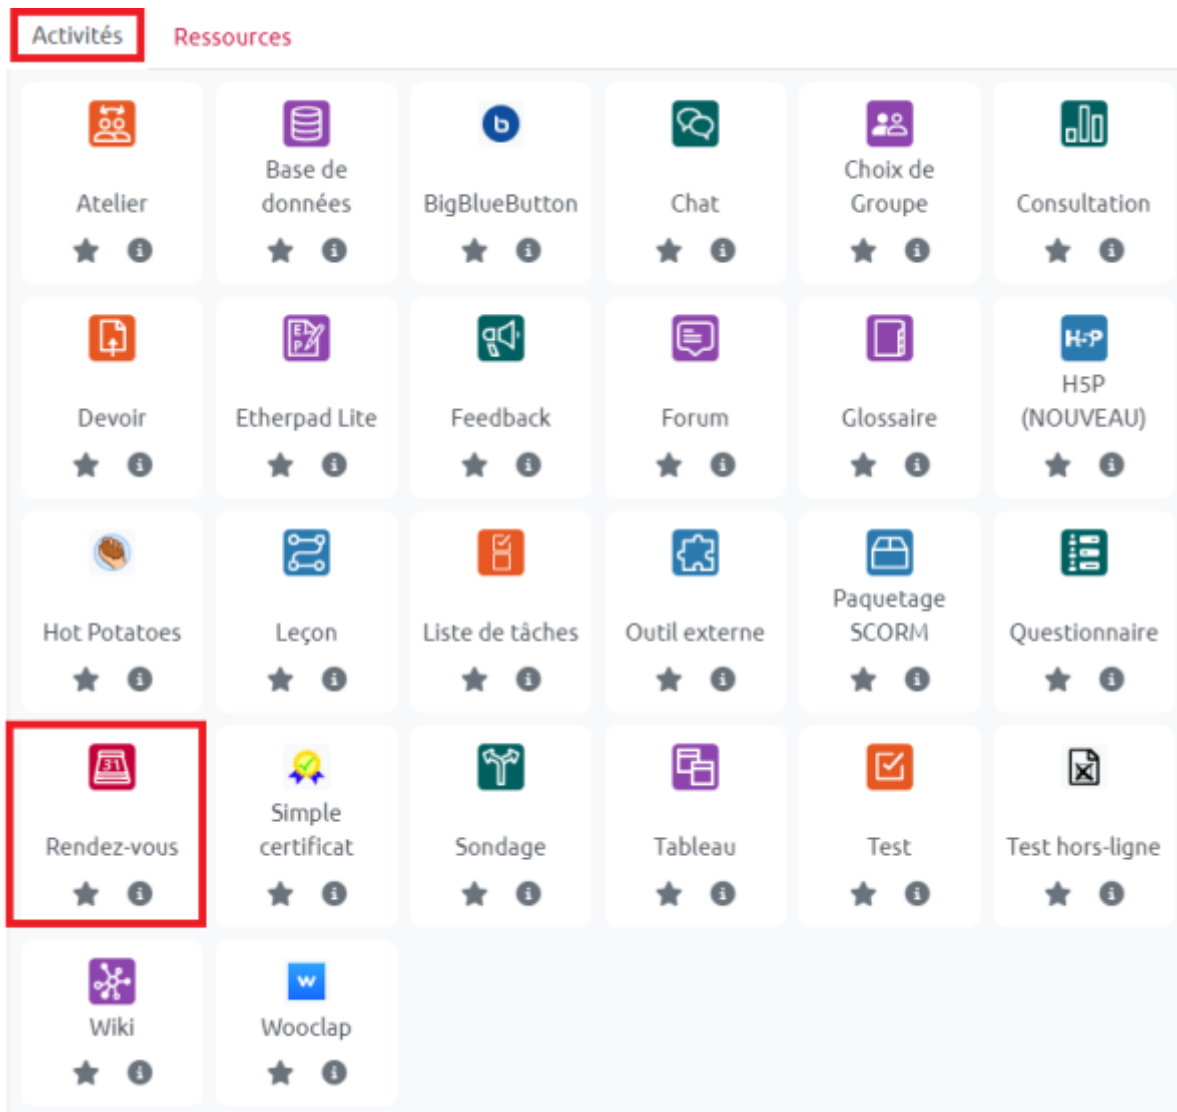 Activités Ressources
Atelier
Base de
données
BigBlueButton
Chat
Choix de
Groupe
Consultation
Devoir
Etherpad Lite
Feedback
Forum
Glossaire
H-P
H5P
(NOUVEAU)
Hot Potatoes
Leçon
Liste de tâches
Outil externe
Paquetage
SCORM
Questionnaire
31
Rendez-vous
Simple
certificat
Sondage
Tableau
Test
Test hors-ligne
Wiki
w
Wooclap